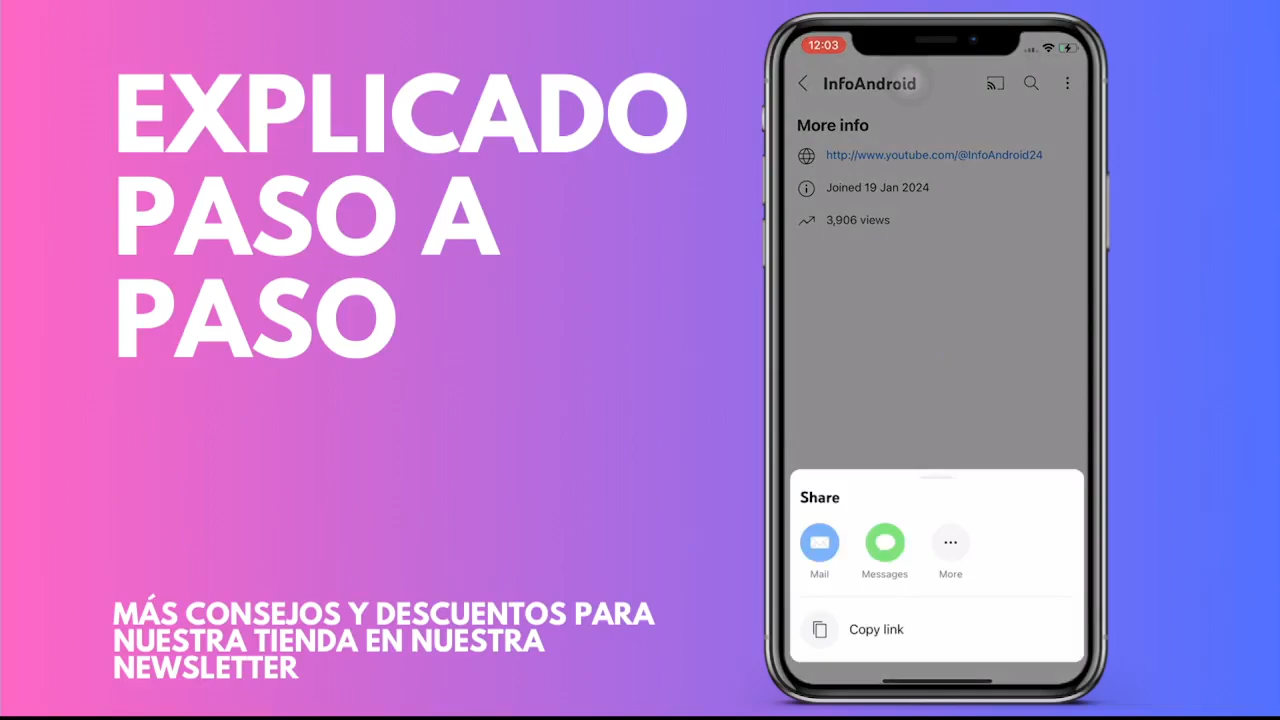 EXPLICADO
PASO A
PASO
MÁS CONSEJOS Y DESCUENTOS PARA
NUESTRA TIENDA EN NUESTRA
NEWSLETTER
12:03
InfoAndroid
More info
http://www.youtube.com/@InfoAndroid24
Joined 19 Jan 2024
3,906 views
Share
Mail Messages More
Copy link